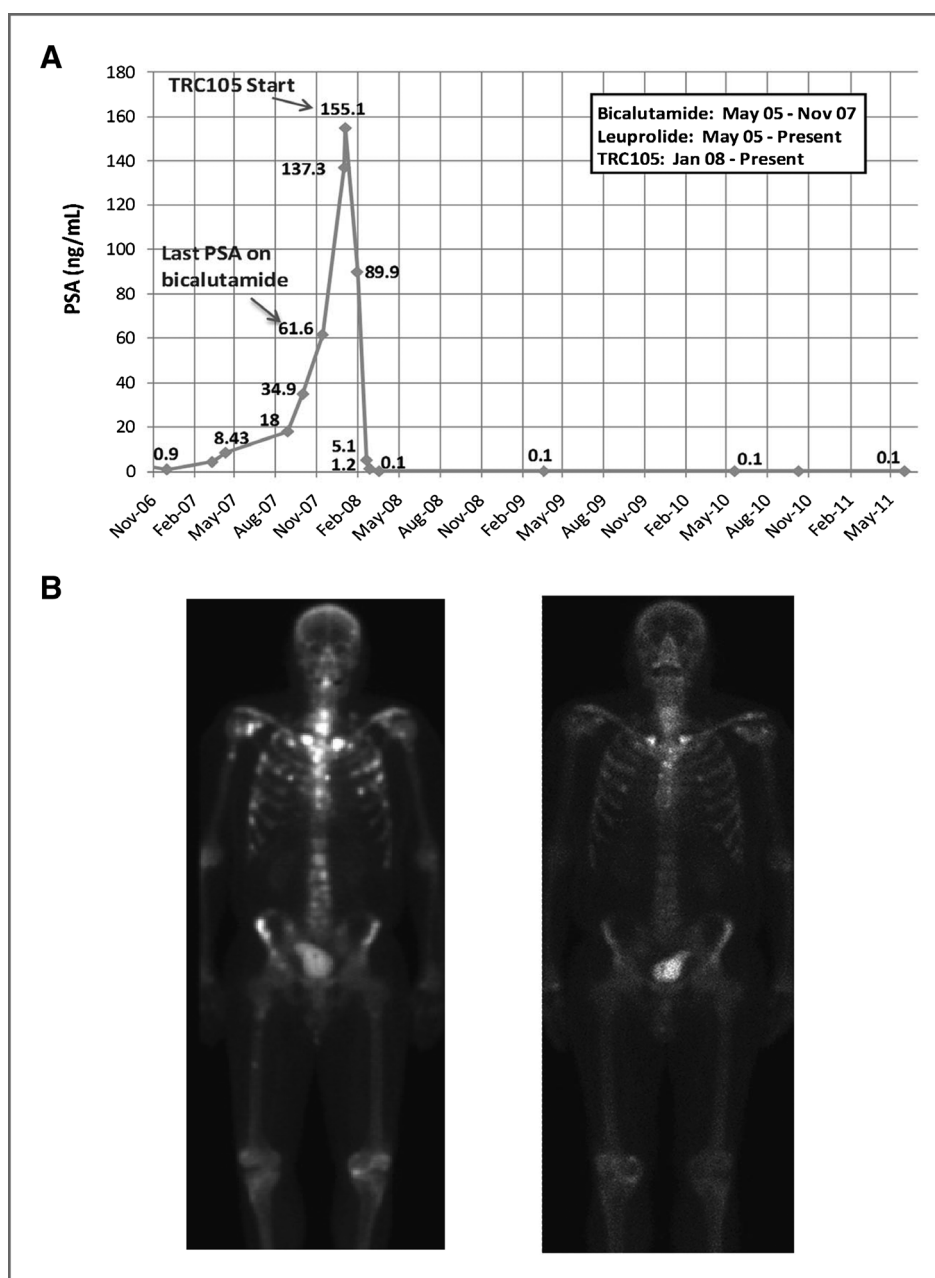 A
180
160
140
120
100
80
60
40
20
0
PSA (ng/mL)
TRC105 Start
155.1
137.3
Last PSA on
bicalutamide
89.9
61.6
34.9
18
8.43
0.9
5.1
1.2
0.1
0.1
0.1
0.1
Bicalutamide: May 05 - Nov 07
Leuprolide: May 05 - Present
TRC105: Jan 08 - Present
Nov-06
Feb-07
May-07
Aug-07
Nov-07
Feb-08
May-08
Aug-08
Nov-08
Feb-09
May-09
Aug-09
Nov-09
Feb-10
May-10
Aug-10
Nov-10
Feb-11
May-11
B